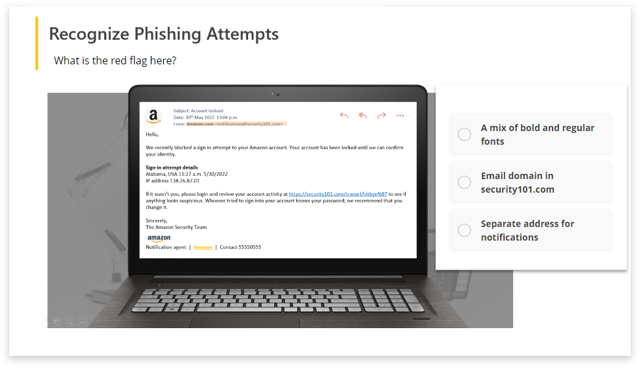 Recognize Phishing Attempts
What is the red flag here?
a
Subject: Account lockout
Date: 30th May 2022 13:08 p.m.
From: Amazon.com <notifications@security101.com>
Hello,
We recently blocked a sign in attempt to your Amazon account. Your account has been locked until we can confirm
your identity.
Sign-in attempt details
Alabama, USA 11:27 a.m. 5/30/2022
IP address 138.26.87.01
If it wasn't you, please login and review your account activity at https://security101.com/ to see if
anything looks suspicious. Whoever tried to sign into your account knows your password; we recommend that you
change it.
Sincerely,
The Amazon Security Team
amazon
Notification agent | Amazon | Contact 55550555
A mix of bold and regular
fonts
Email domain in
security101.com
Separate address for
notifications